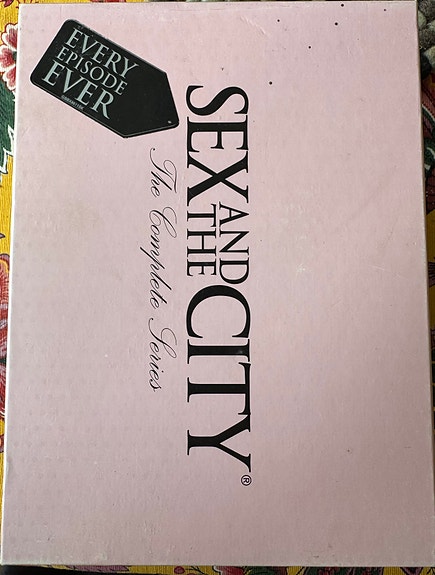 EVERY
EPISODE
EVER
SEX AND THE CITY®
The Complete Series